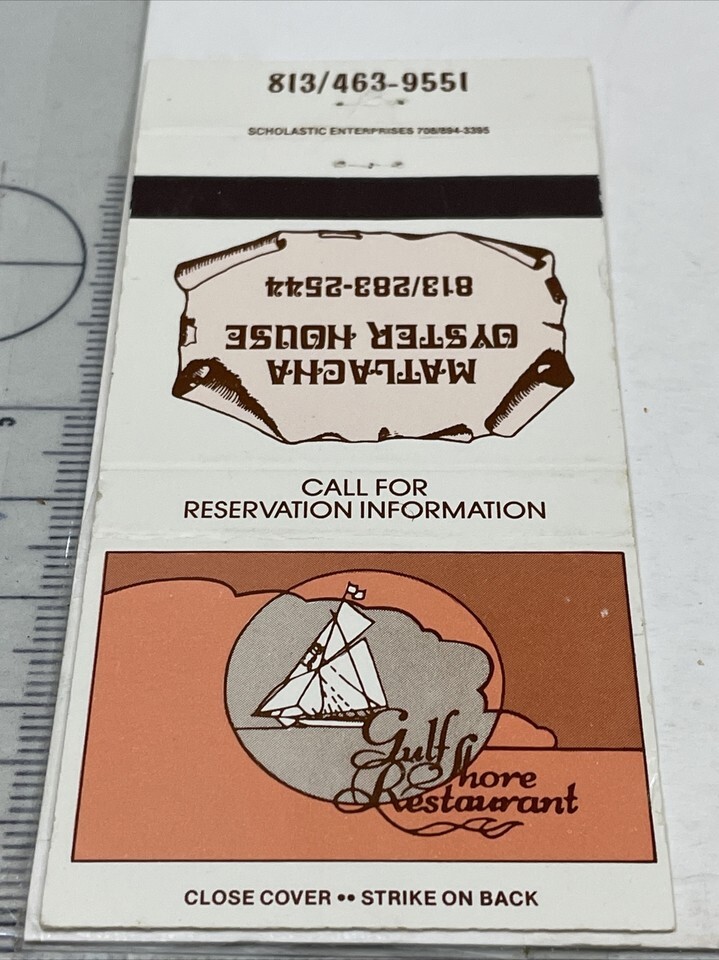 813/463-9551
SCHOLASTIC ENTERPRISES 708/894-3395
MATLACHA
OYSTER HOUSE
813/283-2544
CALL FOR
RESERVATION INFORMATION
Gulf
Shore
Restaurant
CLOSE COVER •• STRIKE ON BACK
5